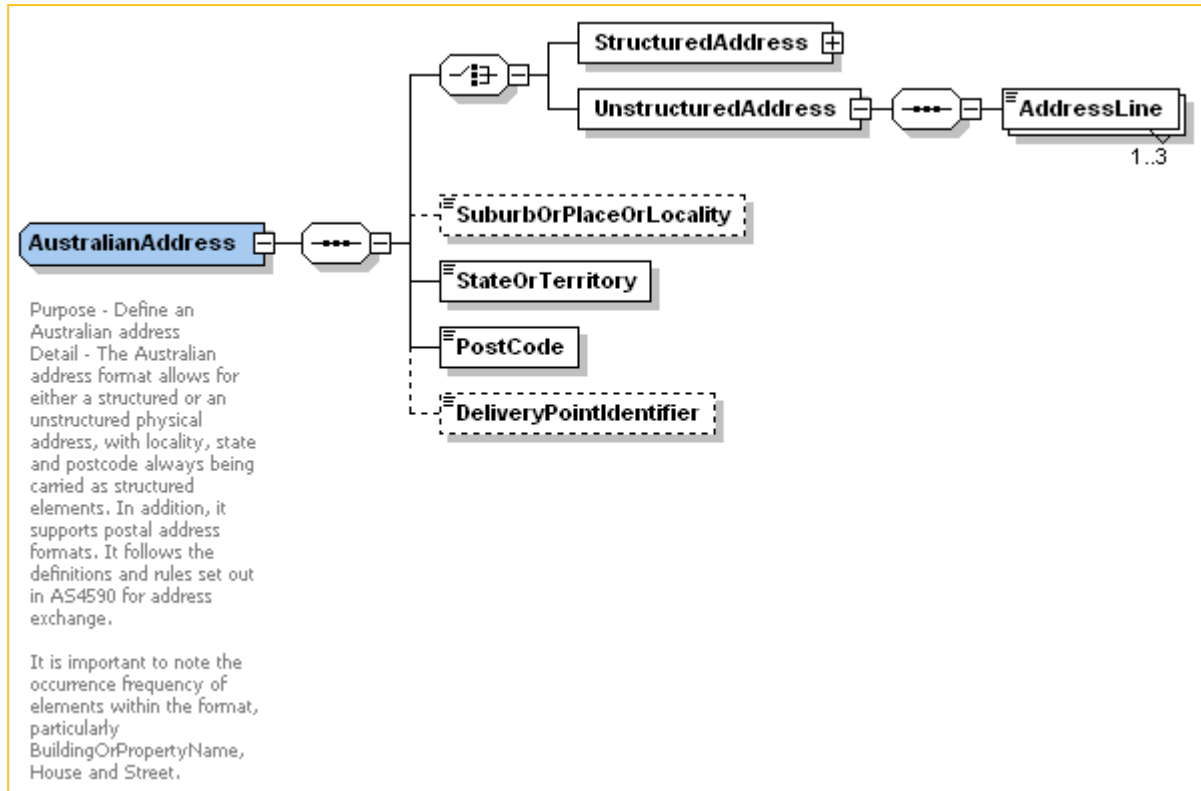 StructuredAddress
UnstructuredAddress
AddressLine
1..3
SuburbOrPlaceOrLocality
AustralianAddress
StateOrTerritory
PostCode
DeliveryPointIdentifier
Purpose - Define an
Australian address
Detail - The Australian
address format allows for
either a structured or an
unstructured physical
address, with locality, state
and postcode always being
carried as structured
elements. In addition, it
supports postal address
formats. It follows the
definitions and rules set out
in AS4590 for address
exchange.
It is important to note the
occurrence frequency of
elements within the format,
particularly
BuildingOrPropertyName,
House and Street.